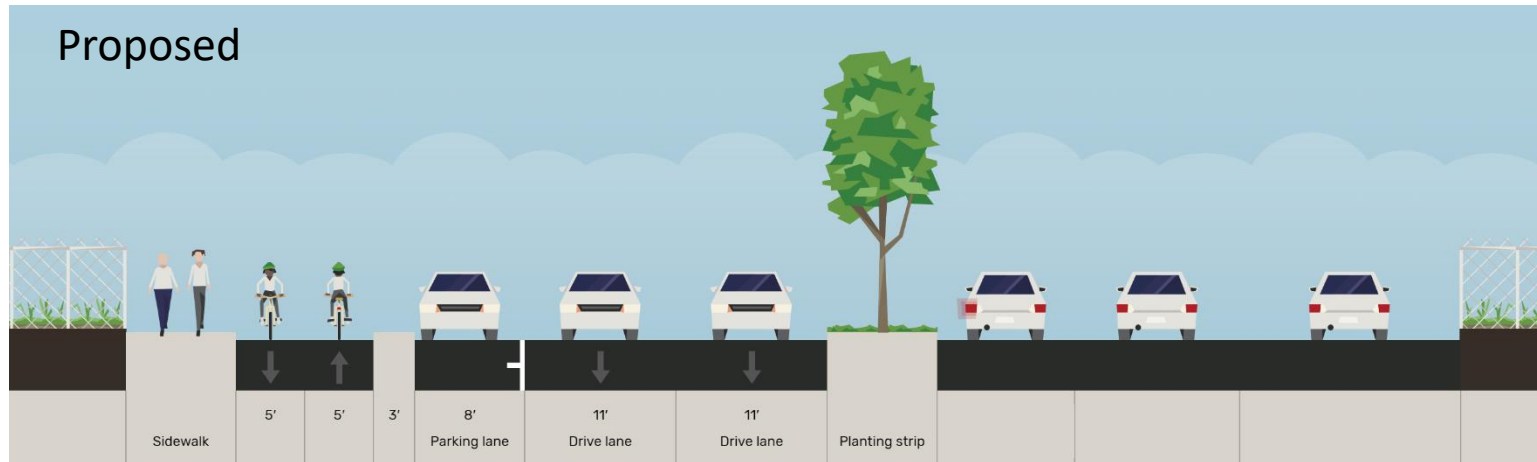 Proposed
5′ 5′ 3′ 8′ 11′ 11′
Sidewalk Parking lane Drive lane Drive lane Planting strip